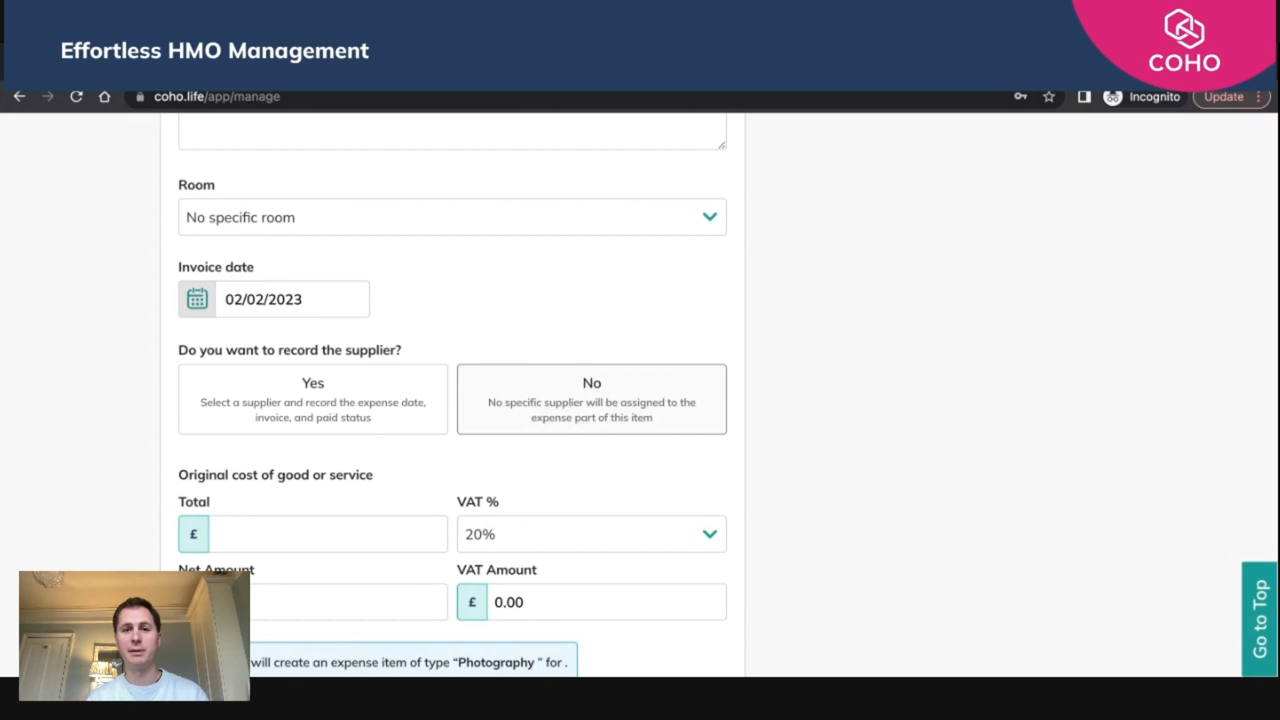 Effortless HMO Management
COHO
coho.life/app/manage
Incognito
Update
Room
No specific room
Invoice date
02/02/2023
Do you want to record the supplier?
Yes
Select a supplier and record the expense date,
invoice, and paid status
No
No specific supplier will be assigned to the
expense part of this item
Original cost of good or service
Total
VAT %
£
20%
Net Amount
VAT Amount
£ 0.00
will create an expense item of type “Photography ” for .
Go to Top